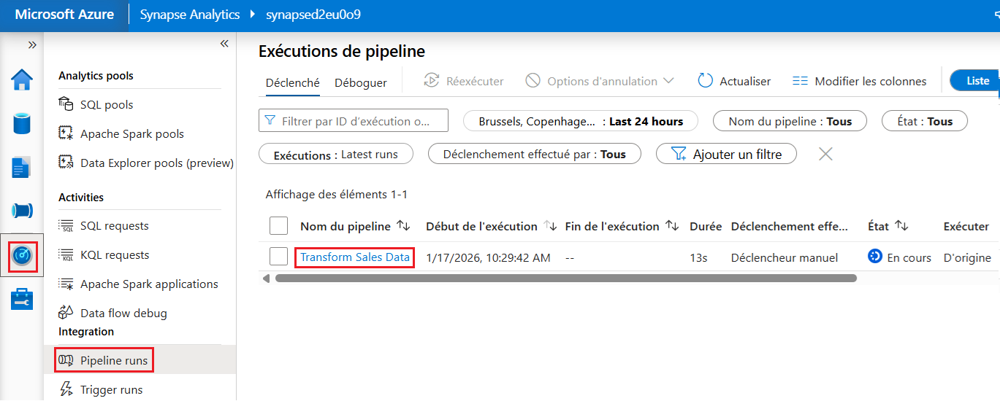 Microsoft Azure Synapse Analytics synapsed2eu0o9
Analytics pools
SQL pools
Apache Spark pools
Data Explorer pools (preview)
Activities
SQL requests
KQL requests
Apache Spark applications
Data flow debug
Integration
Pipeline runs
Trigger runs
Exécutions de pipeline
Déclenché Déboguer Réexécuter Options d'annulation Actualiser Modifier les colonnes Liste
Filtrer par ID d'exécution o... Brussels, Copenhage... : Last 24 hours Nom du pipeline : Tous État : Tous
Exécutions : Latest runs Déclenchement effectué par : Tous Ajouter un filtre
Affichage des éléments 1-1
Nom du pipeline Début de l'exécution Fin de l'exécution Durée Déclenchement effe... État Exécuter
Transform Sales Data 1/17/2026, 10:29:42 AM -- 13s Déclencheur manuel En cours D'origine